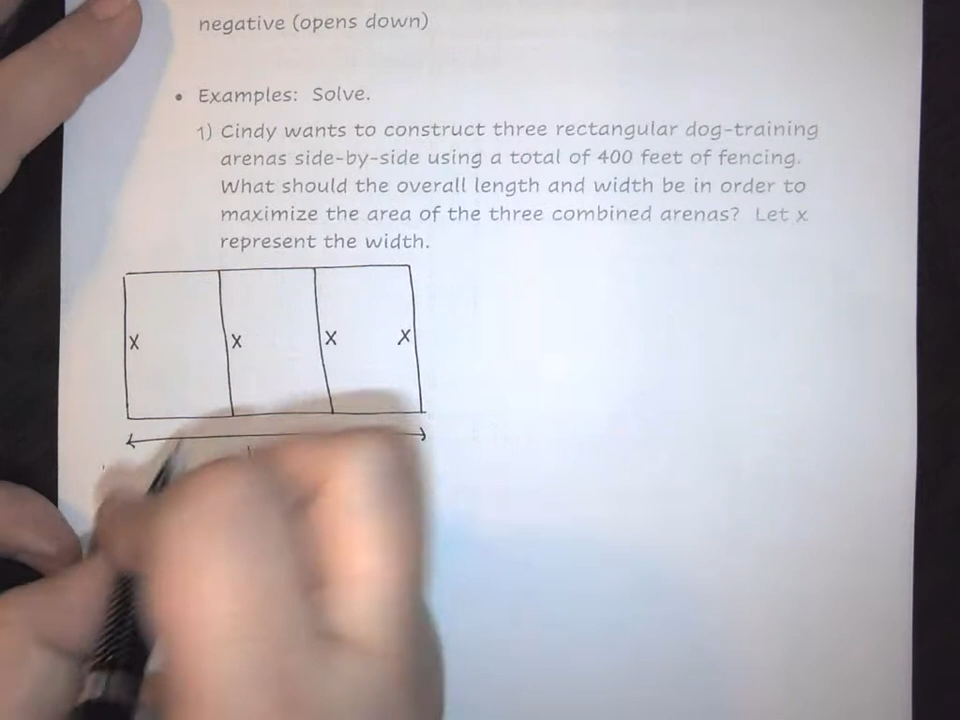 negative (opens down)
• Examples: Solve.
1) Cindy wants to construct three rectangular dog-training
arenas side-by-side using a total of 400 feet of fencing.
What should the overall length and width be in order to
maximize the area of the three combined arenas? Let x
represent the width.
x x x x